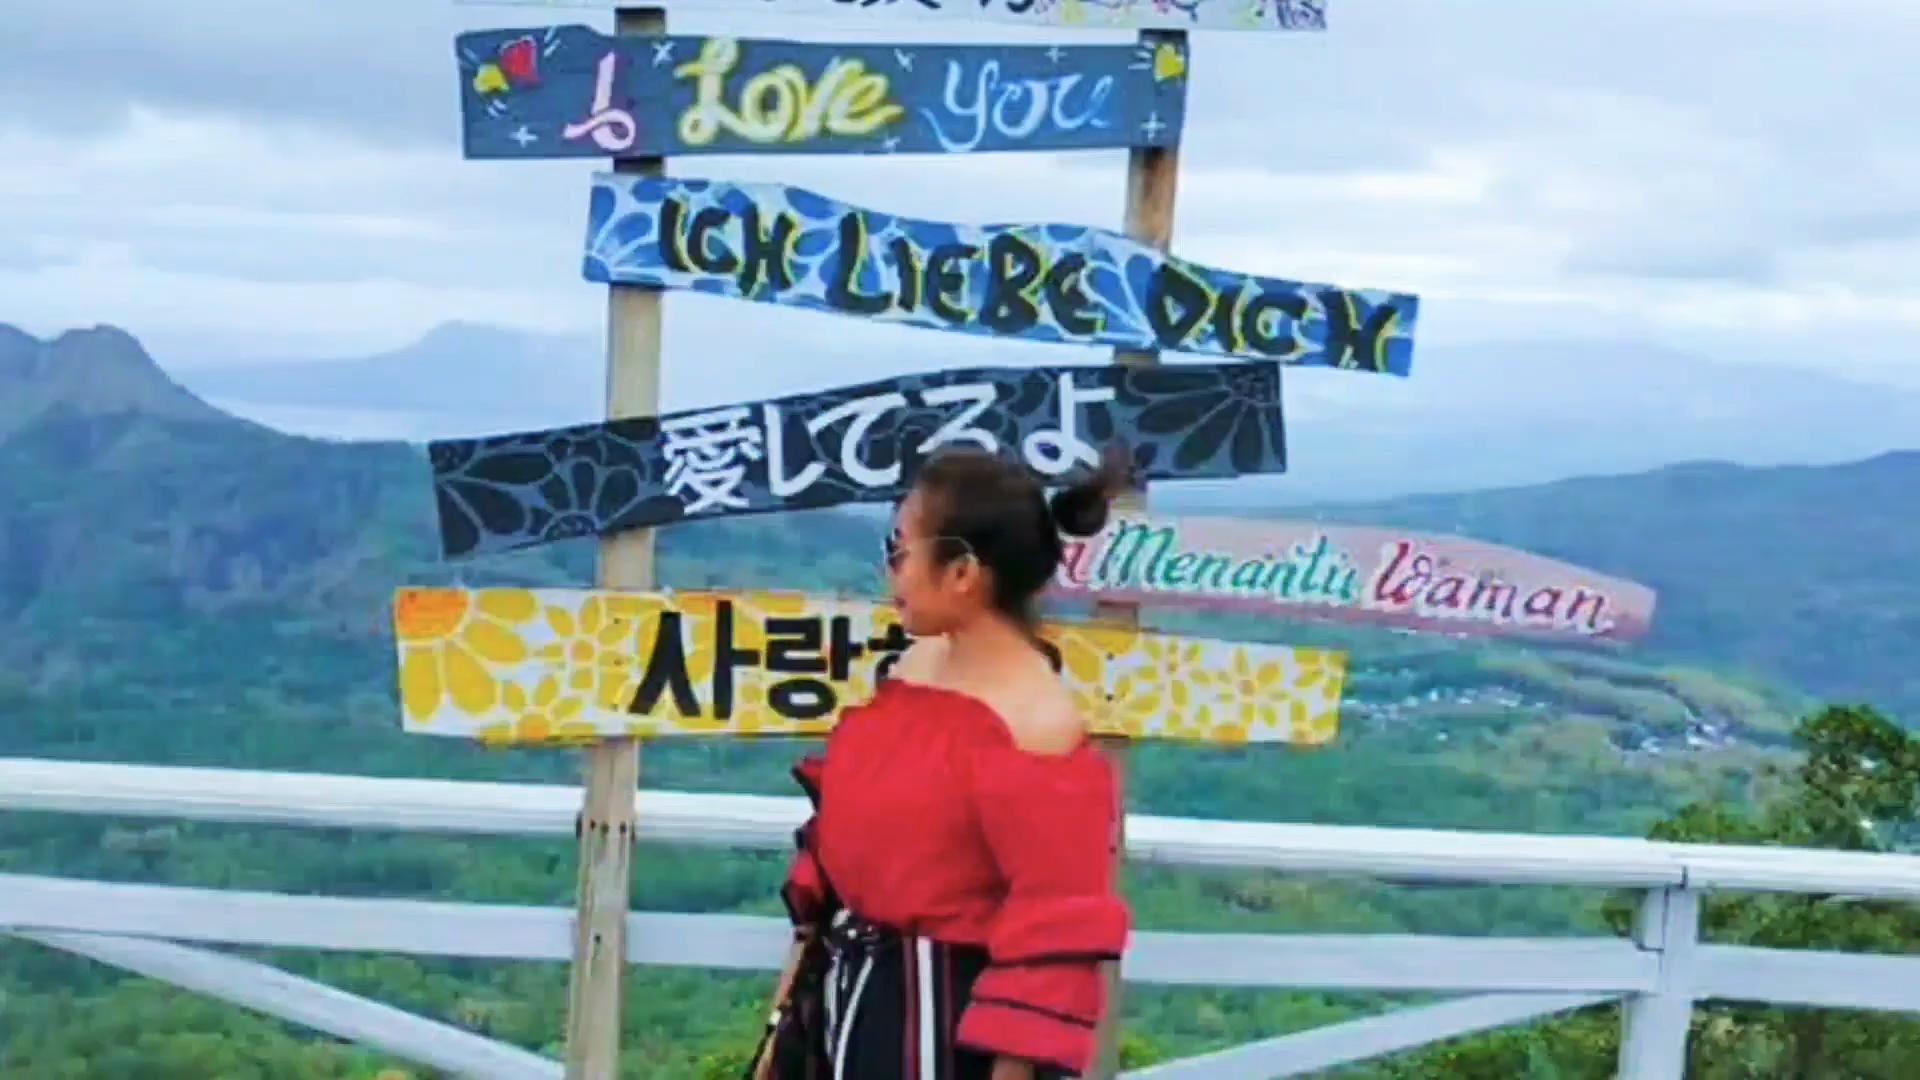 I Love you
ICH LIEBE DICH
愛してるよ
Menantu Idaman
사랑